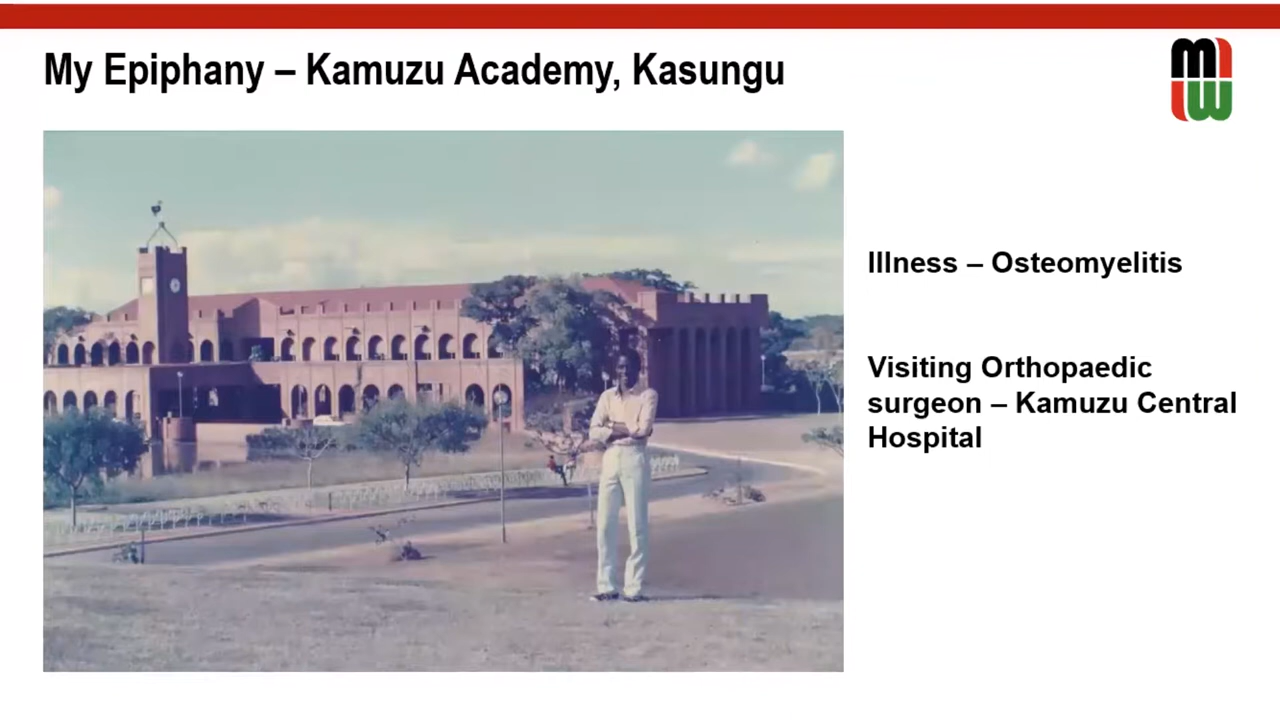 My Epiphany – Kamuzu Academy, Kasungu
Illness – Osteomyelitis
Visiting Orthopaedic
surgeon – Kamuzu Central
Hospital